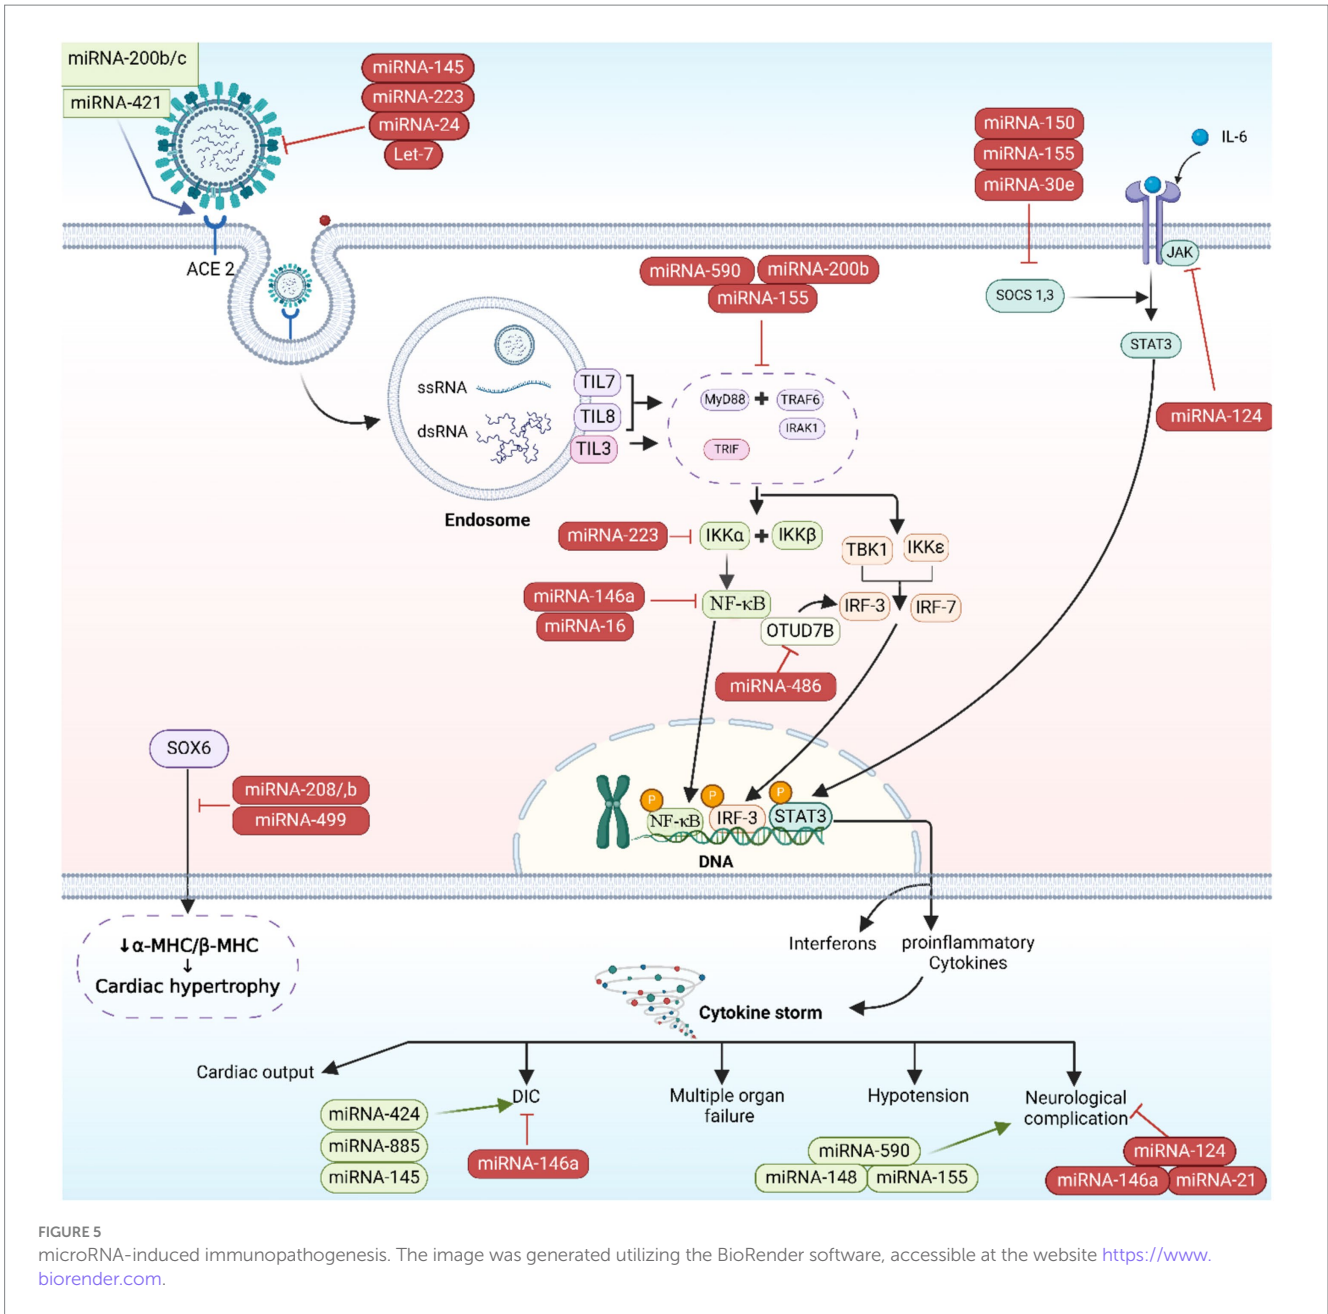 miRNA-200b/c
miRNA-421
miRNA-145
miRNA-223
miRNA-24
Let-7
ACE 2
miRNA-150
miRNA-155
miRNA-30e
IL-6
JAK
SOCS 1,3
STAT3
miRNA-124
miRNA-590
miRNA-200b
miRNA-155
ssRNA
dsRNA
TIL7
TIL8
TIL3
Endosome
MyD88 + TRAF6
IRAK1
TRIF
miRNA-223
IKKα + IKKβ
TBK1
IKKε
miRNA-146a
miRNA-16
NF-κB
OTUD7B
IRF-3
IRF-7
miRNA-486
SOX6
miRNA-208/,b
miRNA-499
P
P
P
NF-κB
IRF-3
STAT3
DNA
↓α-MHC/β-MHC
↓
Cardiac hypertrophy
Interferons
proinflammatory
Cytokines
Cytokine storm
Cardiac output
DIC
Multiple organ
failure
Hypotension
Neurological
complication
miRNA-424
miRNA-885
miRNA-145
miRNA-146a
miRNA-590
miRNA-148
miRNA-155
miRNA-124
miRNA-146a
miRNA-21
FIGURE 5
microRNA-induced immunopathogenesis. The image was generated utilizing the BioRender software, accessible at the website https://www.
biorender.com.